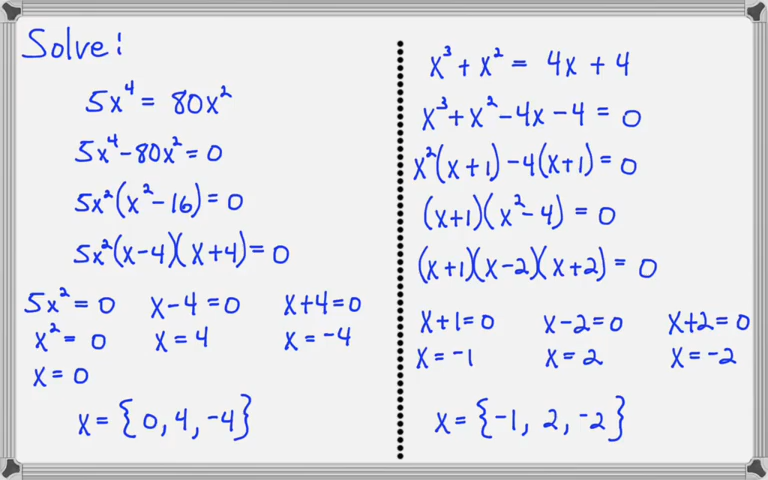 Solve:
5x⁴ = 80x²
5x⁴ - 80x² = 0
5x²(x² - 16) = 0
5x²(x - 4)(x + 4) = 0
5x² = 0 x - 4 = 0 x + 4 = 0
x² = 0 x = 4 x = -4
x = 0
x = {0, 4, -4}
x³ + x² = 4x + 4
x³ + x² - 4x - 4 = 0
x²(x + 1) - 4(x + 1) = 0
(x + 1)(x² - 4) = 0
(x + 1)(x - 2)(x + 2) = 0
x + 1 = 0 x - 2 = 0 x + 2 = 0
x = -1 x = 2 x = -2
x = {-1, 2, -2}